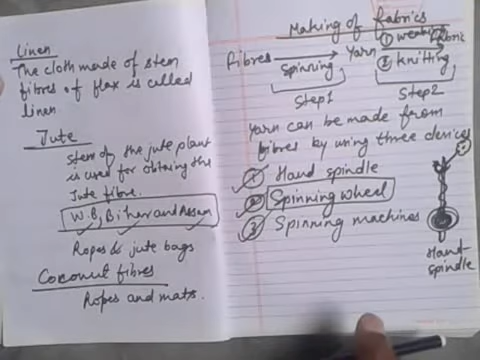 Linen
The cloth made of stem
fibres of flax is called
linen
Jute
stem of the jute plant
is used for obtaining the
Jute fibre.
W.B, Bihar and Assam
Ropes & jute bags
Coconut fibres
Ropes and mats.
Making of fabrics
Fibres → Yarn ① weaving fabric
Spinning ② knitting
Step1 Step2
Yarn can be made from
fibres by using three devices
① Hand spindle
② Spinning wheel
③ Spinning machines
Hand-
spindle